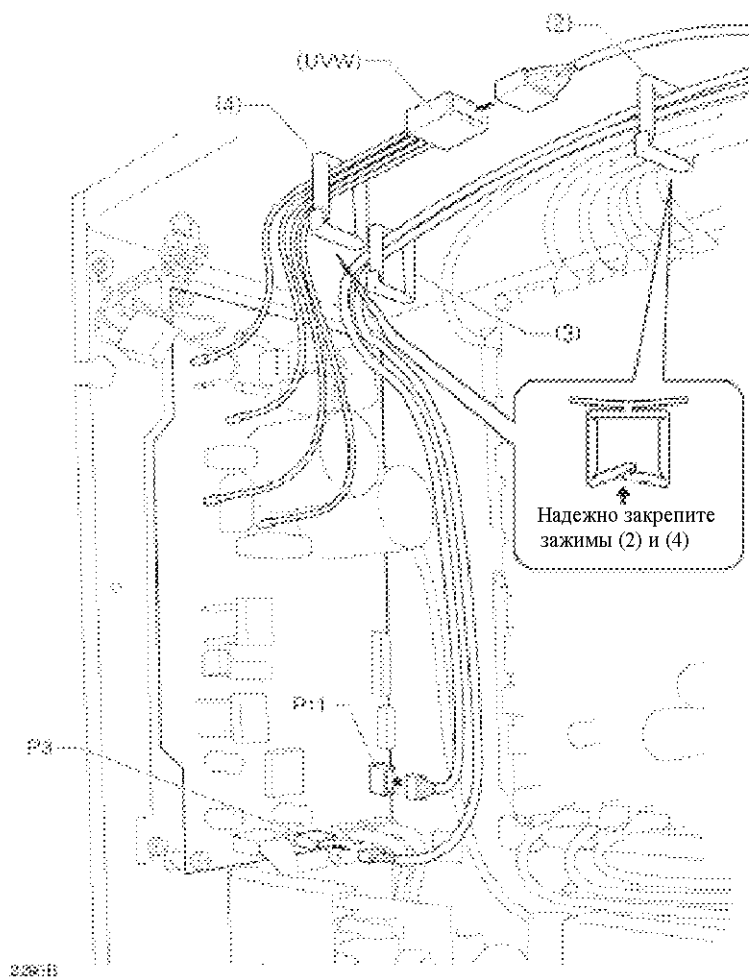 (2)
(UVW)
(4)
(3)
Надежно закрепите
зажимы (2) и (4)
P11
P3